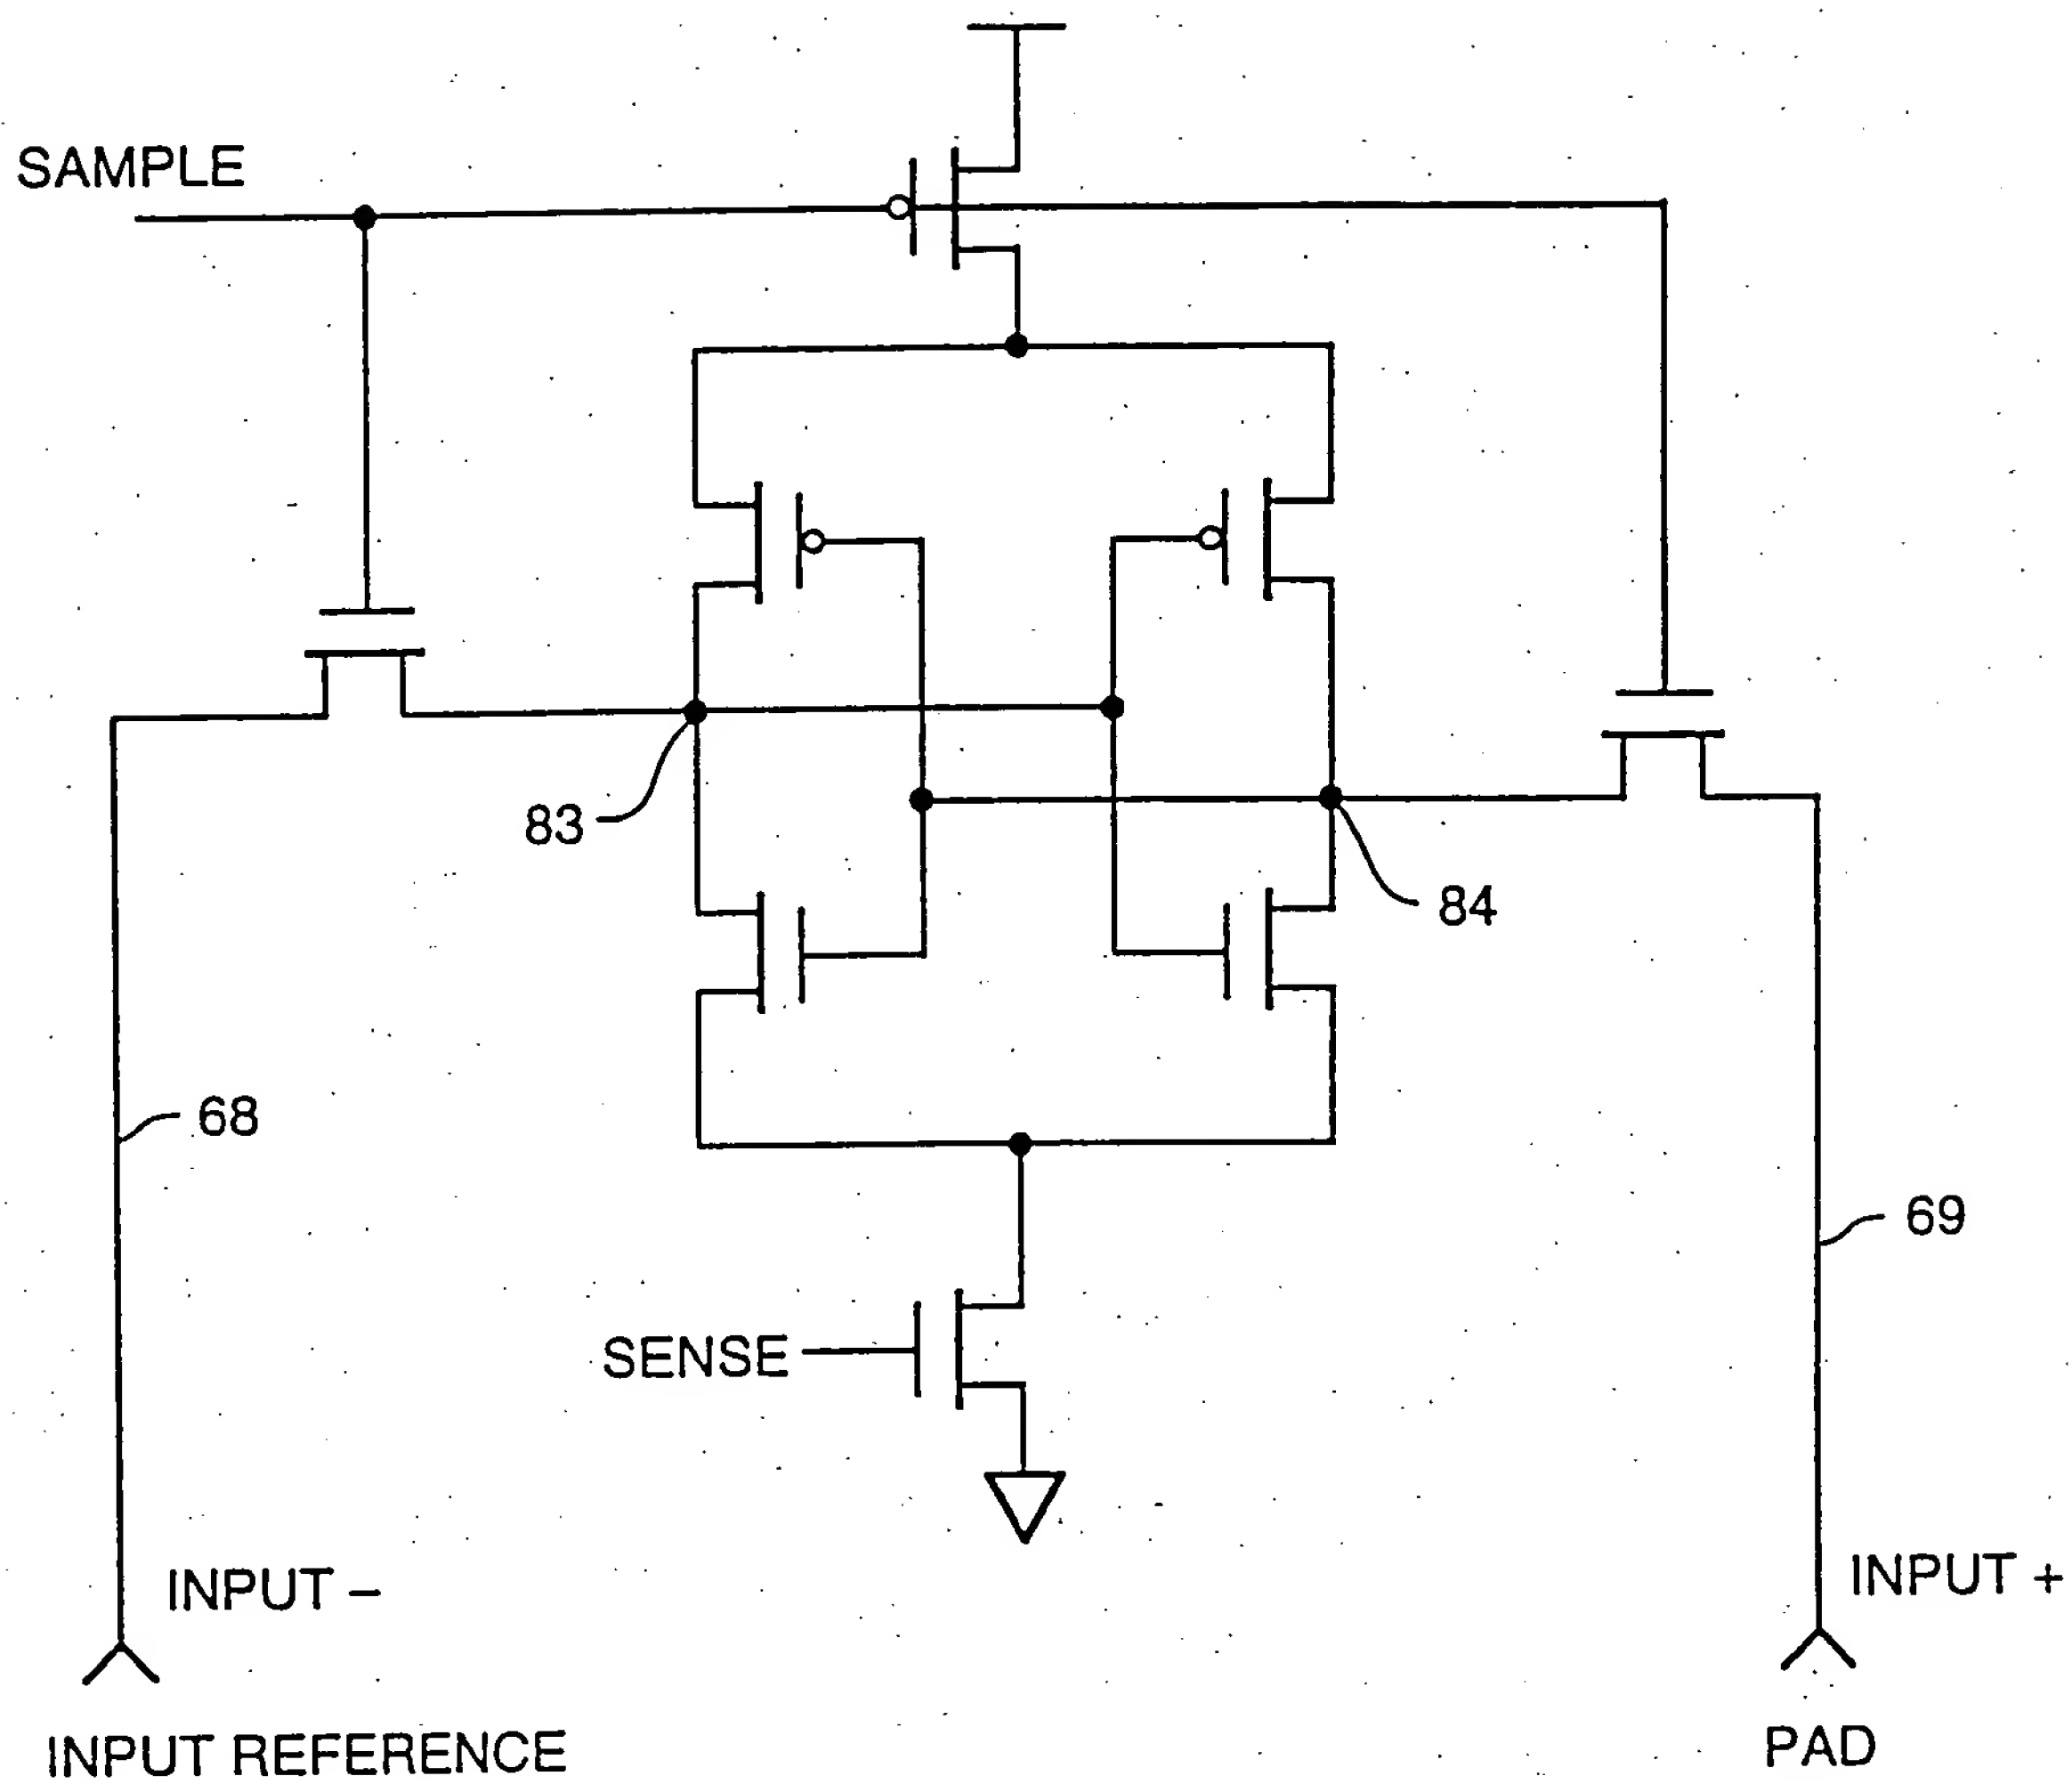 SAMPLE
83
84
68
69
SENSE
INPUT –
INPUT +
INPUT REFERENCE
PAD